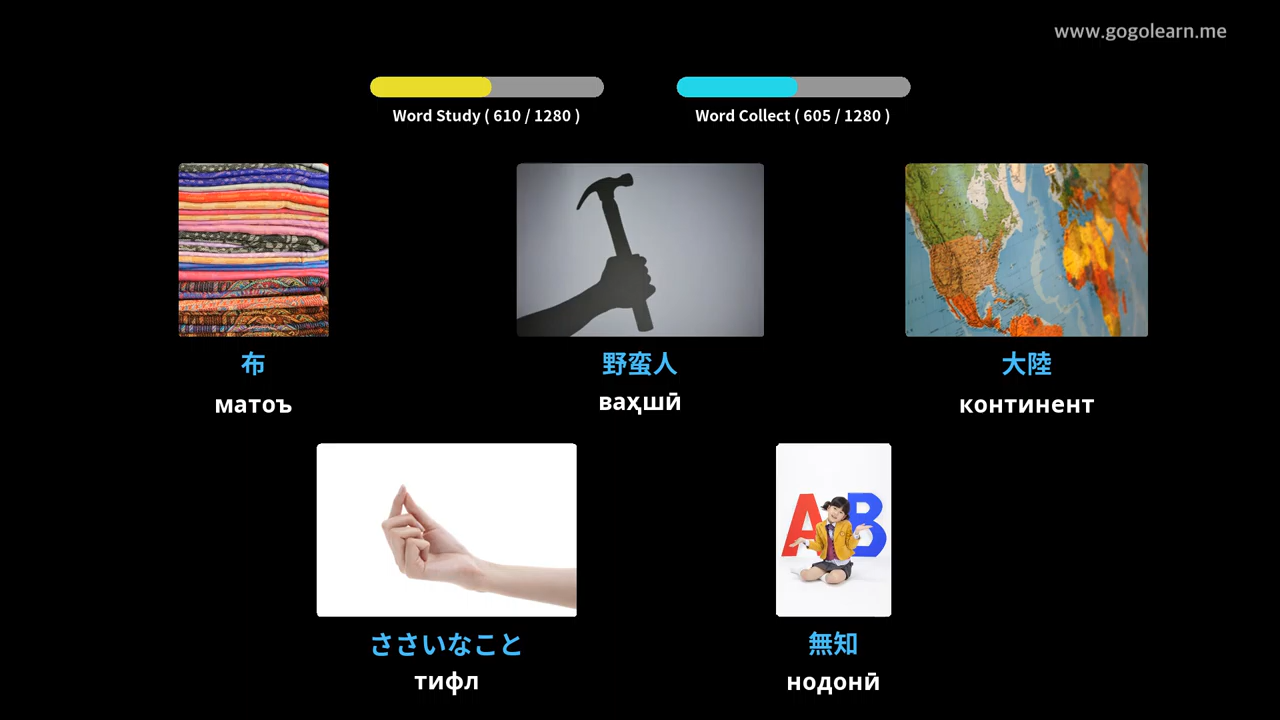 www.gogolearn.me
Word Study ( 610 / 1280 )
Word Collect ( 605 / 1280 )
布
野蛮人
大陸
матоъ
ваҳшӣ
континент
A B
ささいなこと
無知
тифл
нодонӣ